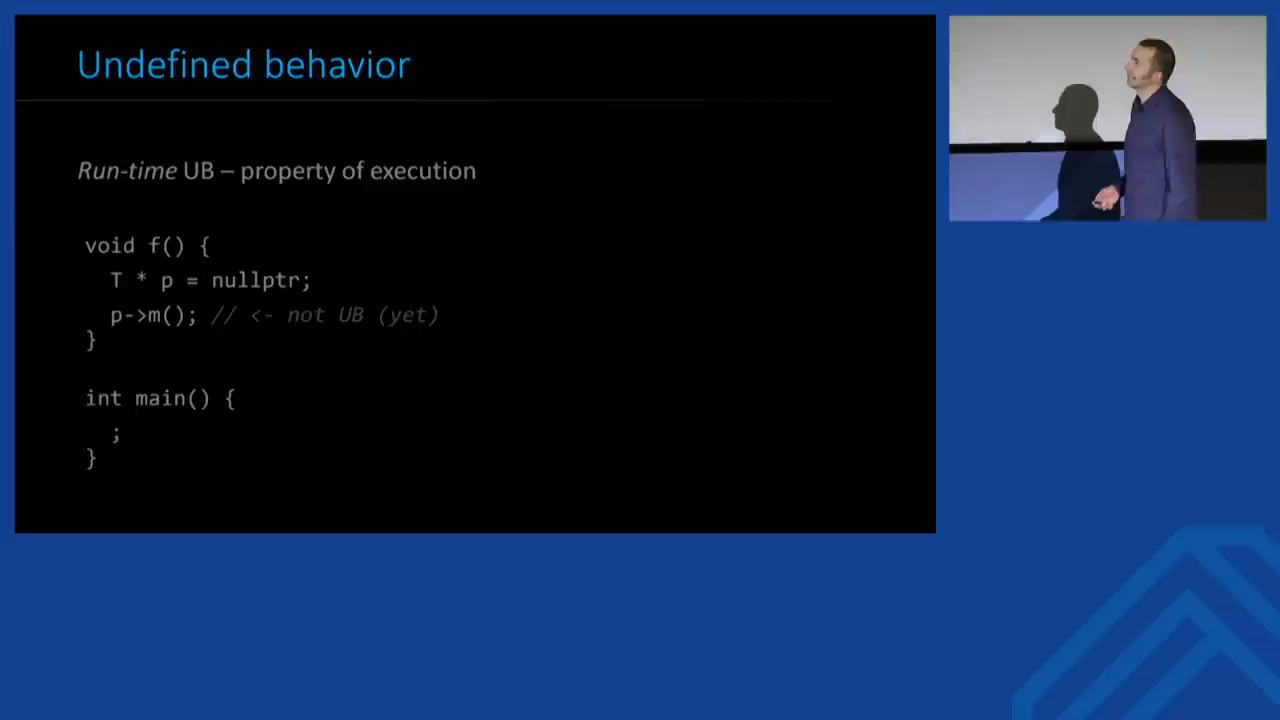 Undefined behavior
Run-time UB – property of execution
void f() {
T * p = nullptr;
p->m(); // <- not UB (yet)
}
int main() {
;
}